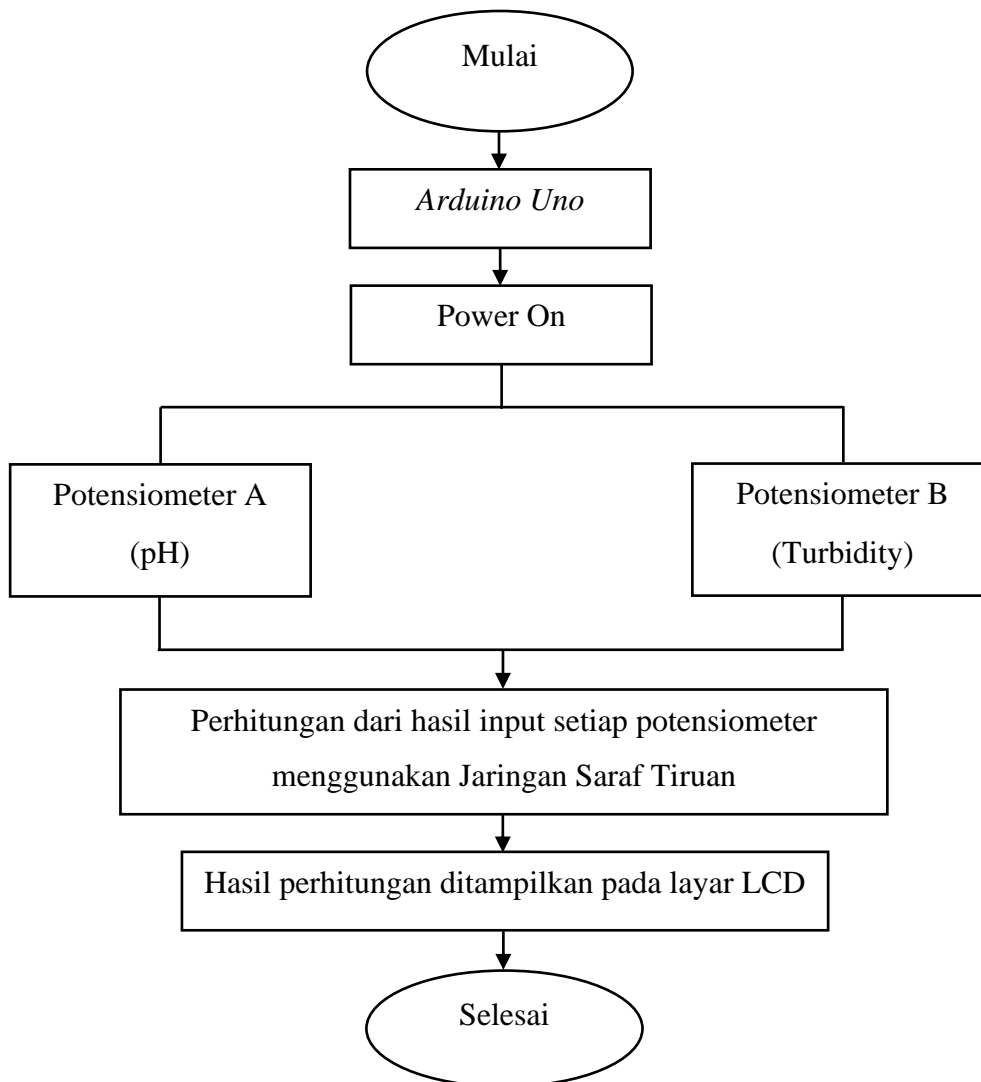 Mulai
Arduino Uno
Power On
Potensiometer A
(pH)
Potensiometer B
(Turbidity)
Perhitungan dari hasil input setiap potensiometer
menggunakan Jaringan Saraf Tiruan
Hasil perhitungan ditampilkan pada layar LCD
Selesai